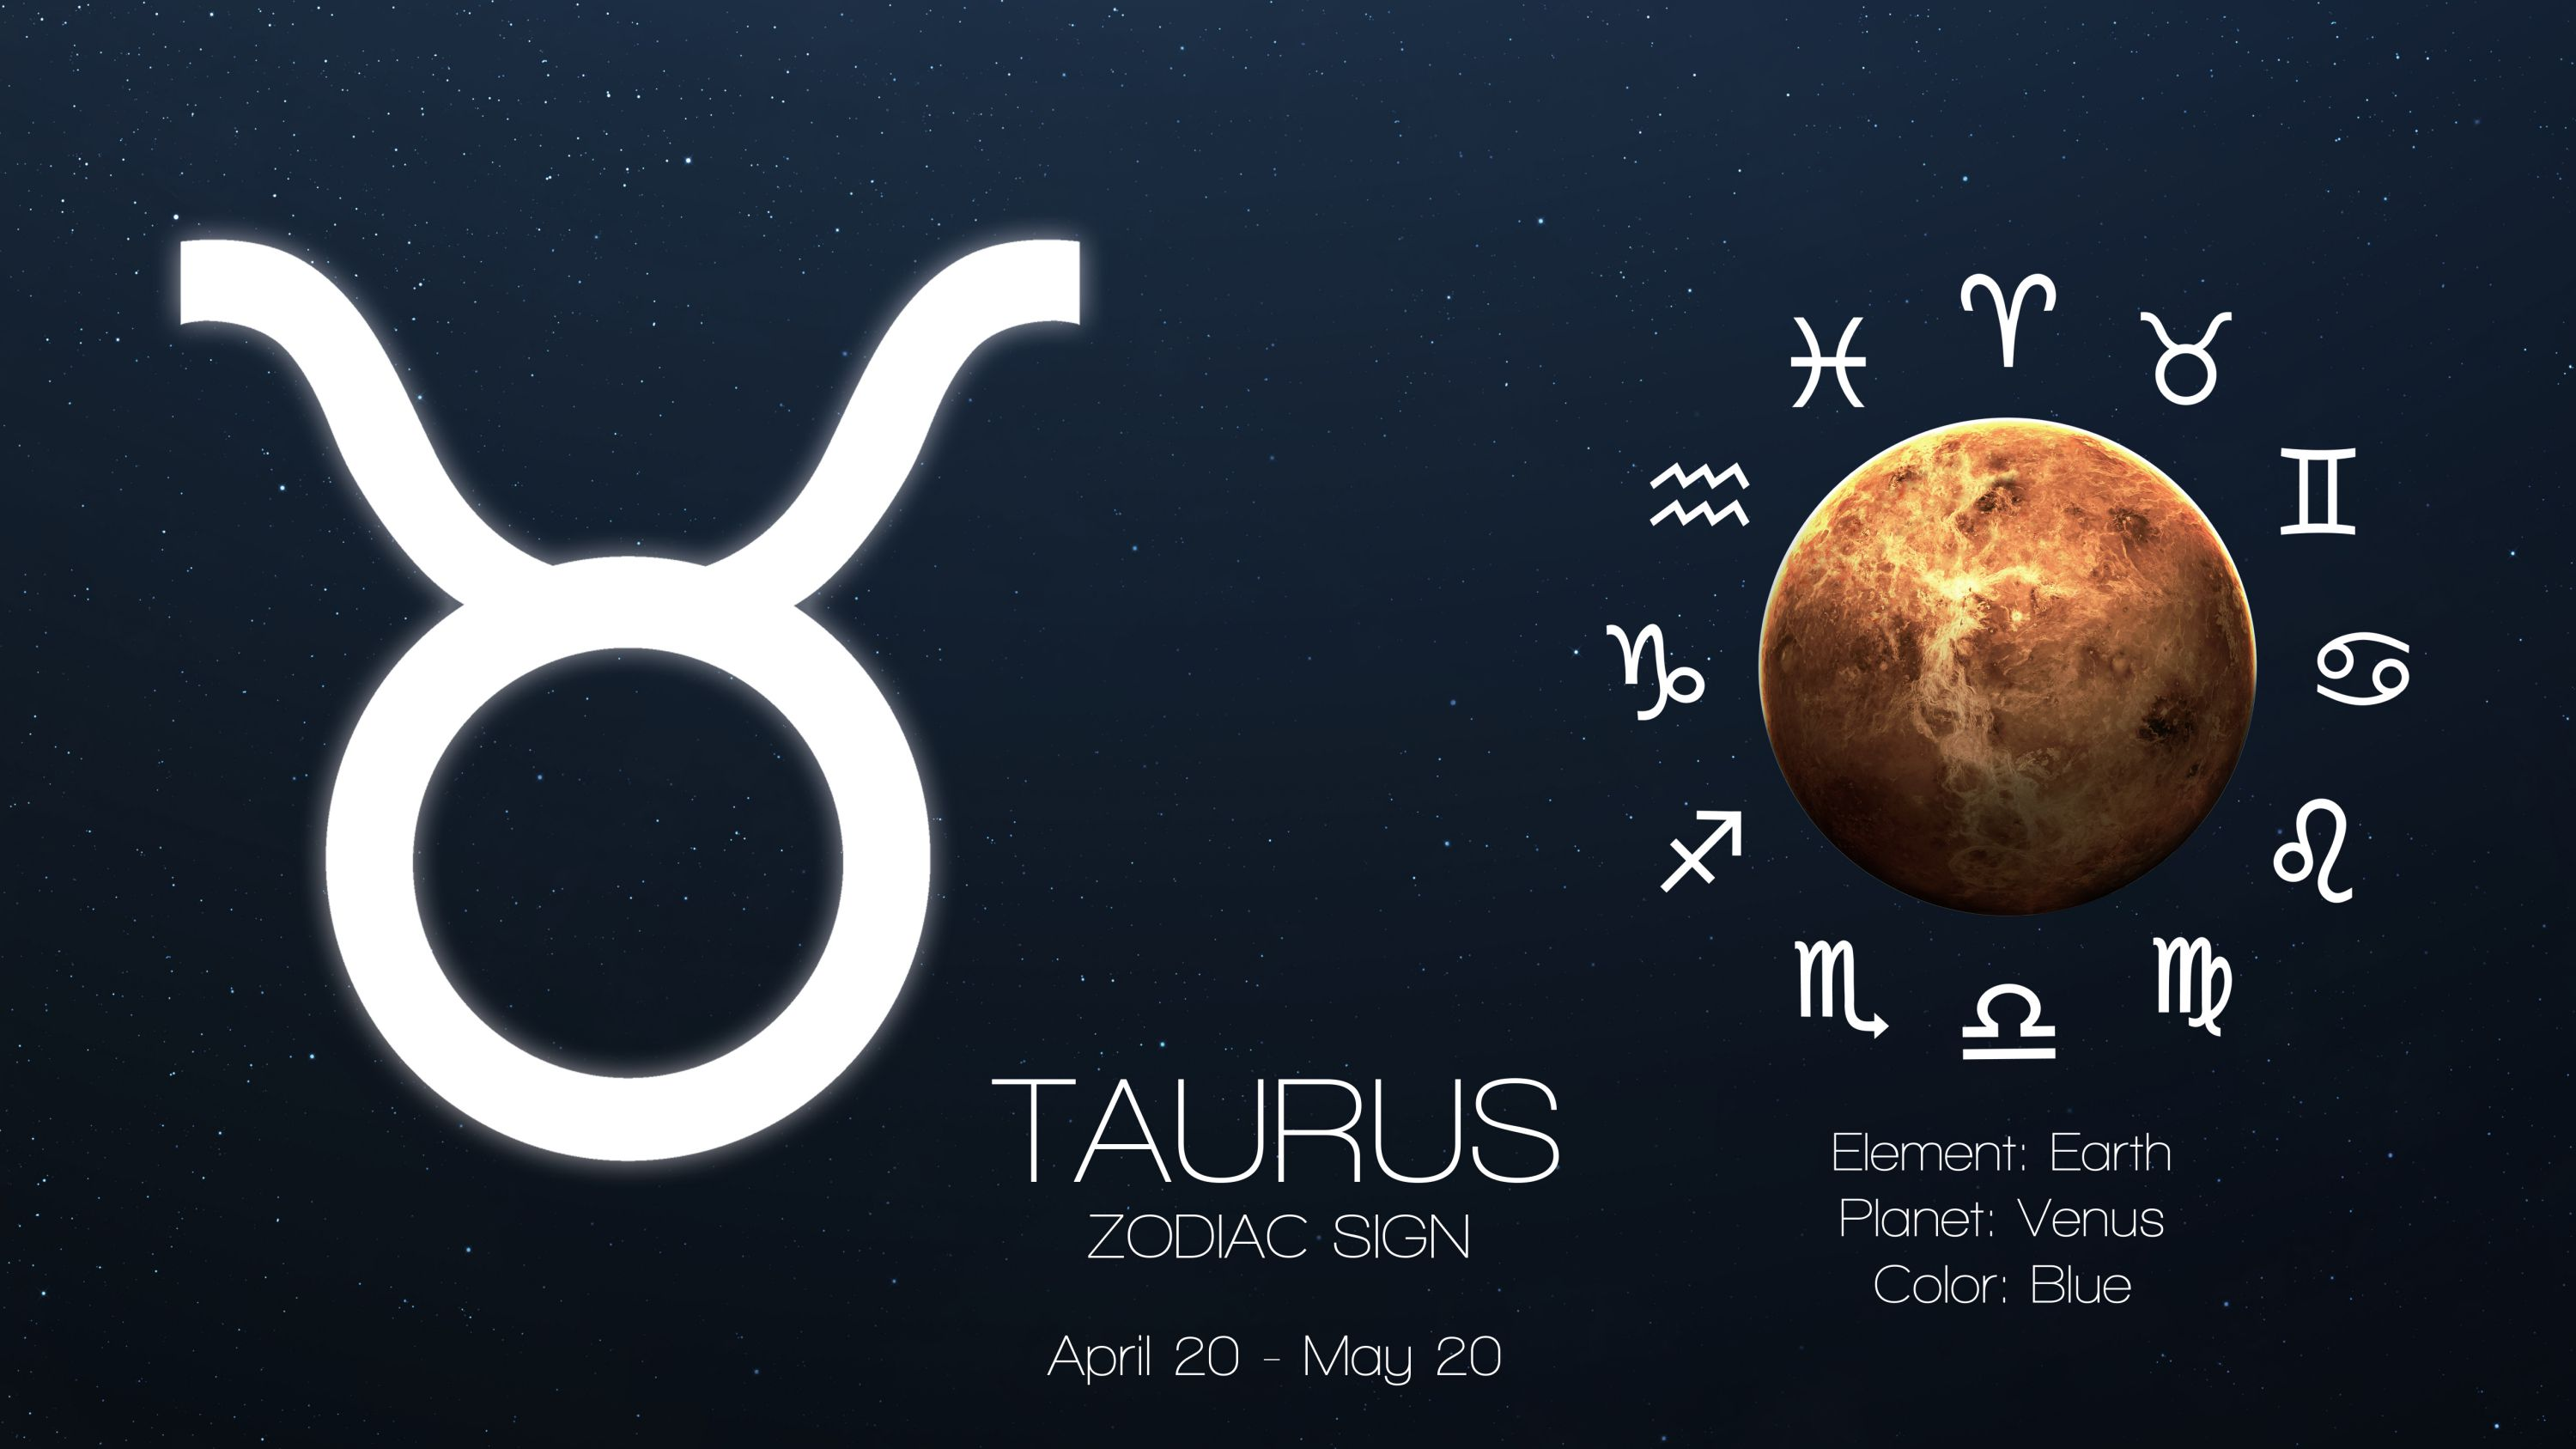 TAURUS
ZODIAC SIGN
April 20 - May 20
Element: Earth
Planet: Venus
Color: Blue